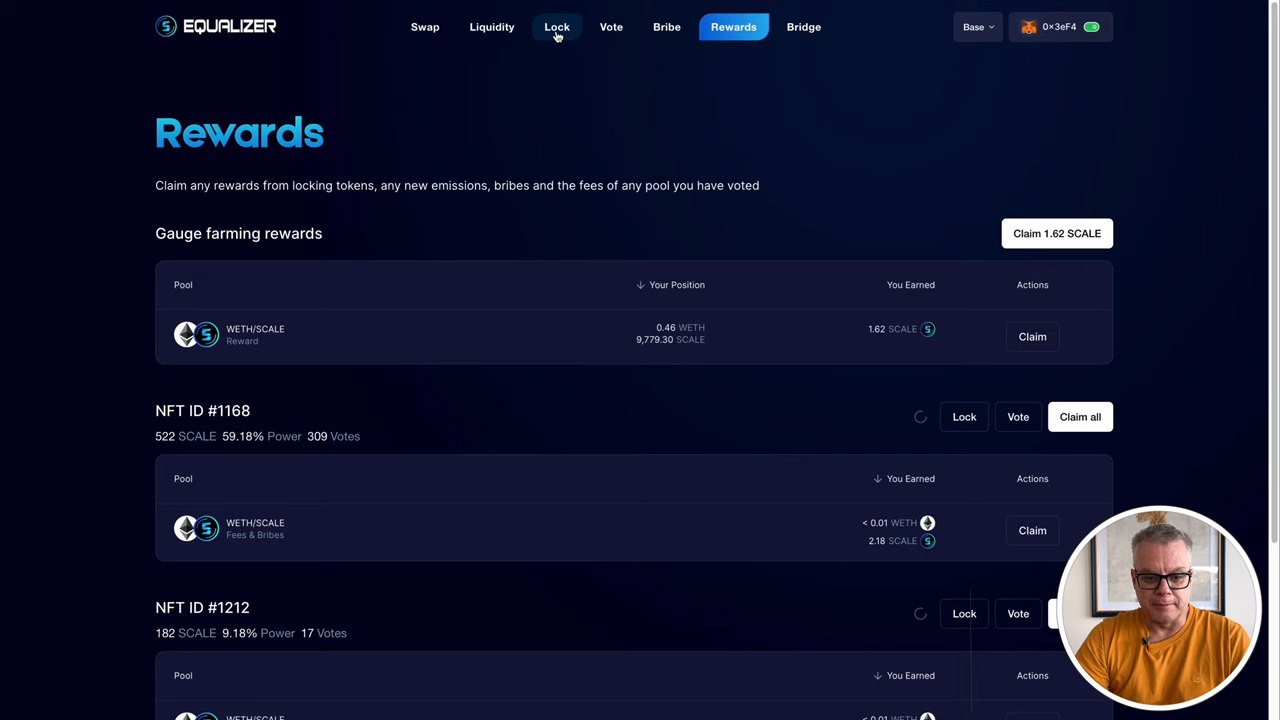 EQUALIZER
Swap
Liquidity
Lock
Vote
Bribe
Rewards
Bridge
Base
0×3eF4
Rewards
Claim any rewards from locking tokens, any new emissions, bribes and the fees of any pool you have voted
Gauge farming rewards
Claim 1.62 SCALE
Pool
Your Position
You Earned
Actions
WETH/SCALE
Reward
0.46 WETH
9,779.30 SCALE
1.62 SCALE
Claim
NFT ID #1168
522 SCALE 59.18% Power 309 Votes
Lock
Vote
Claim all
Pool
You Earned
Actions
WETH/SCALE
Fees & Bribes
< 0.01 WETH
2.18 SCALE
Claim
NFT ID #1212
182 SCALE 9.18% Power 17 Votes
Lock
Vote
Pool
You Earned
Actions